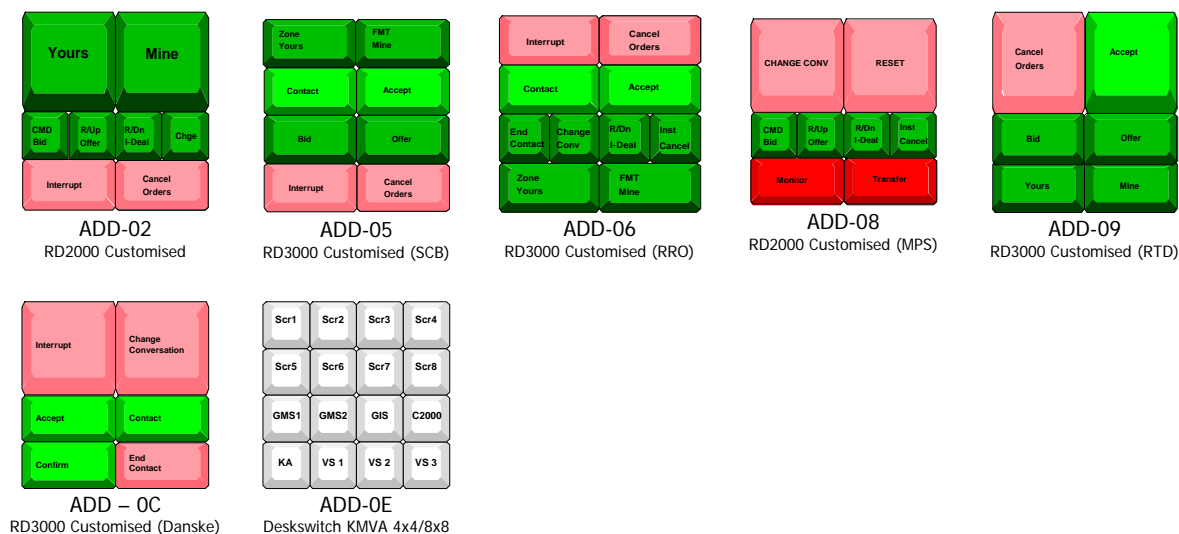 Yours
Mine
CMD
Bid
R/Up
Offer
R/Dn
I-Deal
Chge
Interrupt
Cancel
Orders
ADD-02
RD2000 Customised
Zone
Yours
FMT
Mine
Contact
Accept
Bid
Offer
Interrupt
Cancel
Orders
ADD-05
RD3000 Customised (SCB)
Interrupt
Cancel
Orders
Contact
Accept
End
Contact
Change
Conv
R/Dn
I-Deal
Inst
Cancel
Zone
Yours
FMT
Mine
ADD-06
RD3000 Customised (RRO)
CHANGE CONV
RESET
CMD
Bid
R/Up
Offer
R/Dn
I-Deal
Inst
Cancel
Monitor
Transfer
ADD-08
RD2000 Customised (MPS)
Cancel
Orders
Accept
Bid
Offer
Yours
Mine
ADD-09
RD3000 Customised (RTD)
Interrupt
Change
Conversation
Accept
Contact
Confirm
End
Contact
ADD – 0C
RD3000 Customised (Danske)
Scr1
Scr2
Scr3
Scr4
Scr5
Scr6
Scr7
Scr8
GMS1
GMS2
GIS
C2000
KA
VS 1
VS 2
VS 3
ADD-0E
Deskswitch KMVA 4x4/8x8